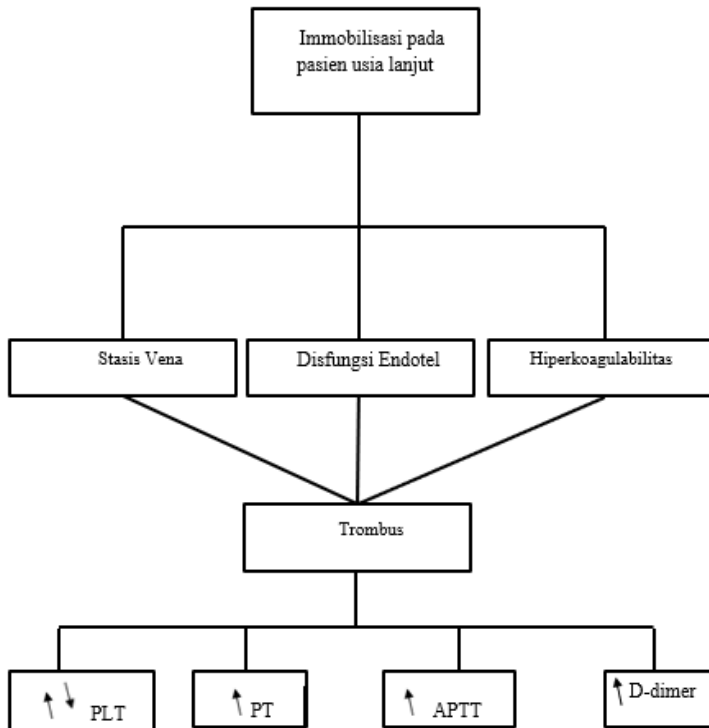 Immobilisasi pada
pasien usia lanjut
Stasis Vena
Disfungsi Endotel
Hiperkoagulabilitas
Trombus
↑ ↓ PLT
↑ PT
↑ APTT
↑ D-dimer